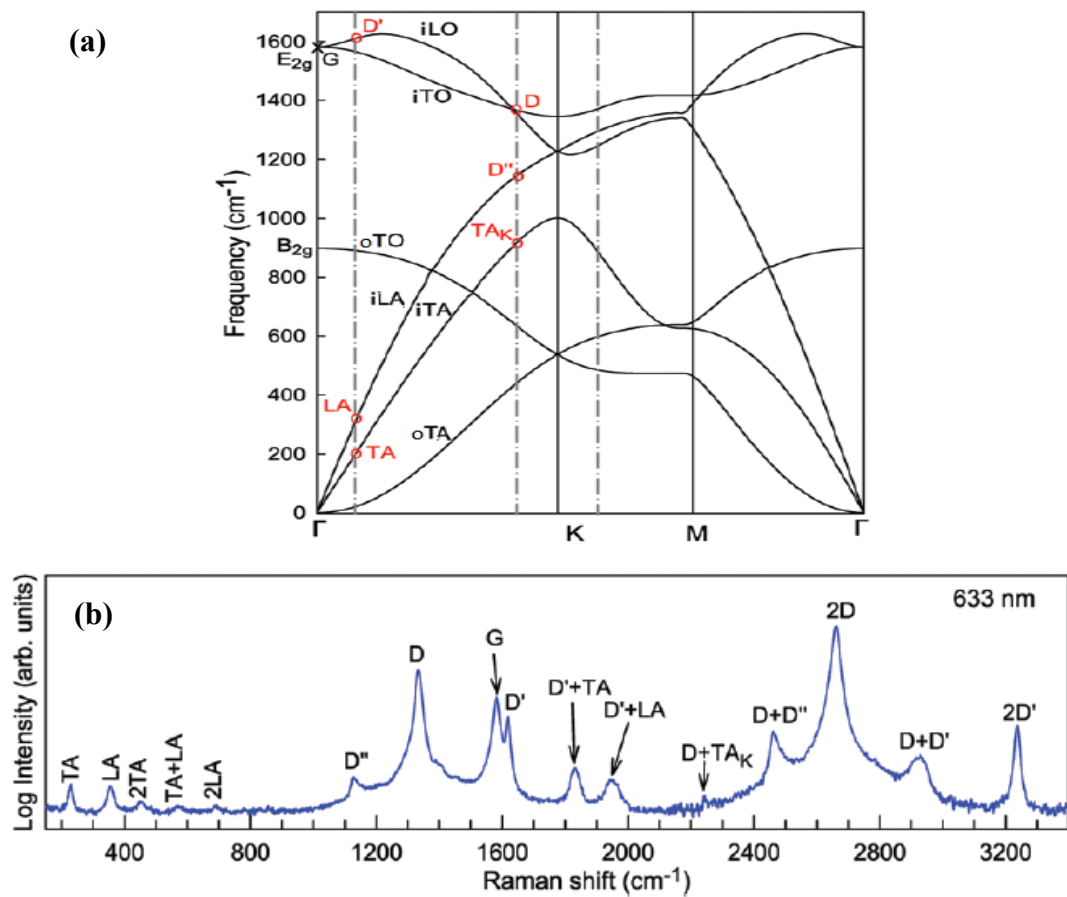 (a)
D'
iLO
1600
E2g G
iTO
D
1400
1200
D"
1000
TAK
oTO
B2g
800
iLA iTA
600
400
LA
oTA
200
TA
0
Frequency (cm-1)
Γ K M Γ
(b)
633 nm
2D
D
G
D'
D'+TA
D'+LA
D+D"
2D'
D+D'
D+TAK
D"
TA
LA
2TA
TA+LA
2LA
Log Intensity (arb. units)
400 800 1200 1600 2000 2400 2800 3200
Raman shift (cm-1)